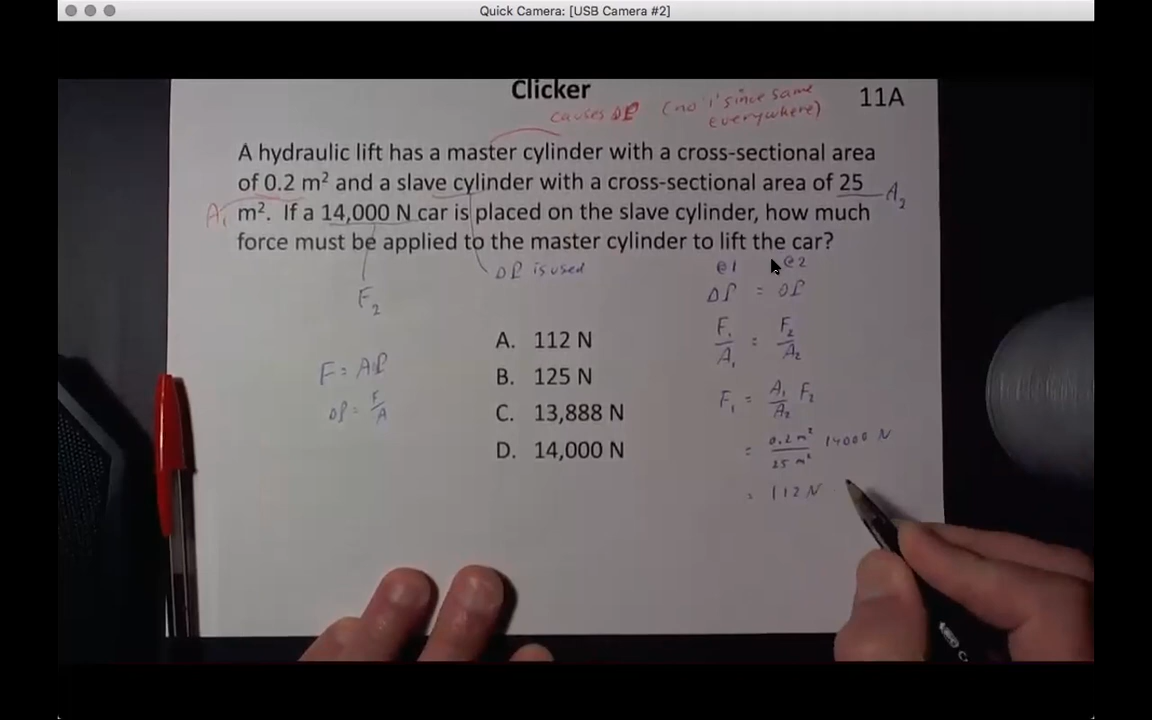 Quick Camera: [USB Camera #2]
Clicker
11A
causes ΔP (no 'i' since same
everywhere)
A hydraulic lift has a master cylinder with a cross-sectional area
of 0.2 m² and a slave cylinder with a cross-sectional area of 25 A₂
A₁ m². If a 14,000 N car is placed on the slave cylinder, how much
force must be applied to the master cylinder to lift the car?
ΔP is used
F₂
@1 @2
ΔP = ΔP
F₁/A₁ = F₂/A₂
F = AP
ΔP = F/A
A. 112 N
B. 125 N
C. 13,888 N
D. 14,000 N
F₁ = A₁/A₂ F₂
= 0.2 m²/25 m² 14000 N
= 112 N